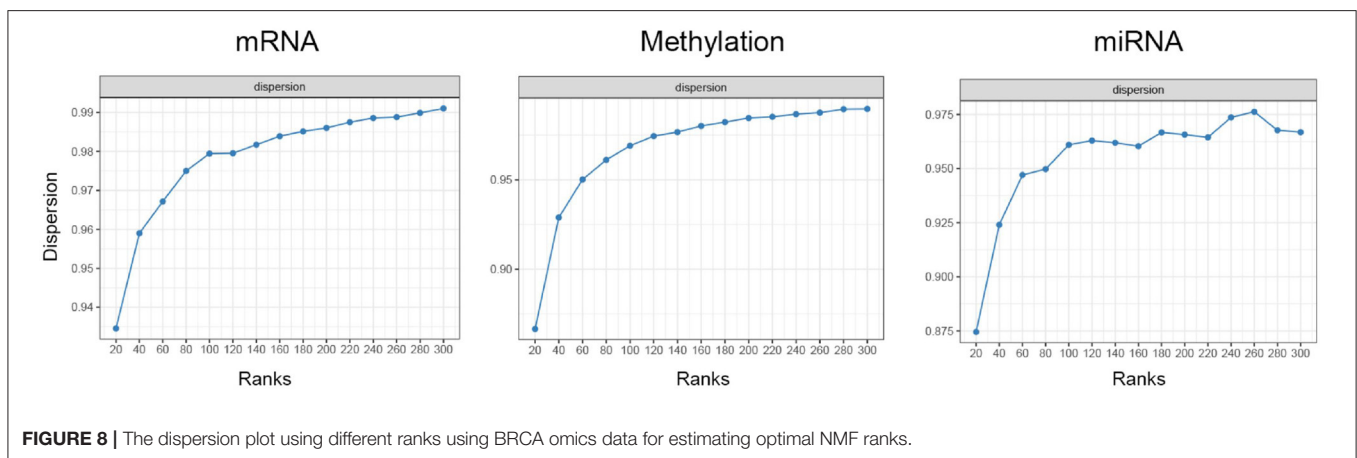 mRNA
Methylation
miRNA
dispersion
dispersion
dispersion
Dispersion
0.99
0.98
0.97
0.96
0.95
0.94
20 40 60 80 100 120 140 160 180 200 220 240 260 280 300
Ranks
0.95
0.90
20 40 60 80 100 120 140 160 180 200 220 240 260 280 300
Ranks
0.975
0.950
0.925
0.900
0.875
20 40 60 80 100 120 140 160 180 200 220 240 260 280 300
Ranks
FIGURE 8 | The dispersion plot using different ranks using BRCA omics data for estimating optimal NMF ranks.